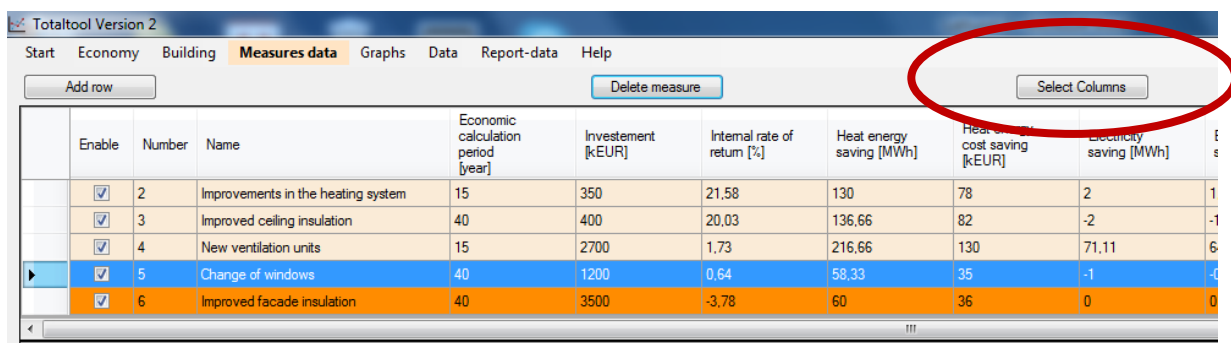 Totaltool Version 2
Start Economy Building Measures data Graphs Data Report-data Help
Add row Delete measure Select Columns
Enable Number Name Economic calculation period [year] Investement [kEUR] Internal rate of return [%] Heat energy saving [MWh] Heat energy cost saving [kEUR] Electricity saving [MWh]
2 Improvements in the heating system 15 350 21,58 130 78 2
3 Improved ceiling insulation 40 400 20,03 136,66 82 -2
4 New ventilation units 15 2700 1,73 216,66 130 71,11
5 Change of windows 40 1200 0,64 58,33 35 -1
6 Improved facade insulation 40 3500 -3,78 60 36 0